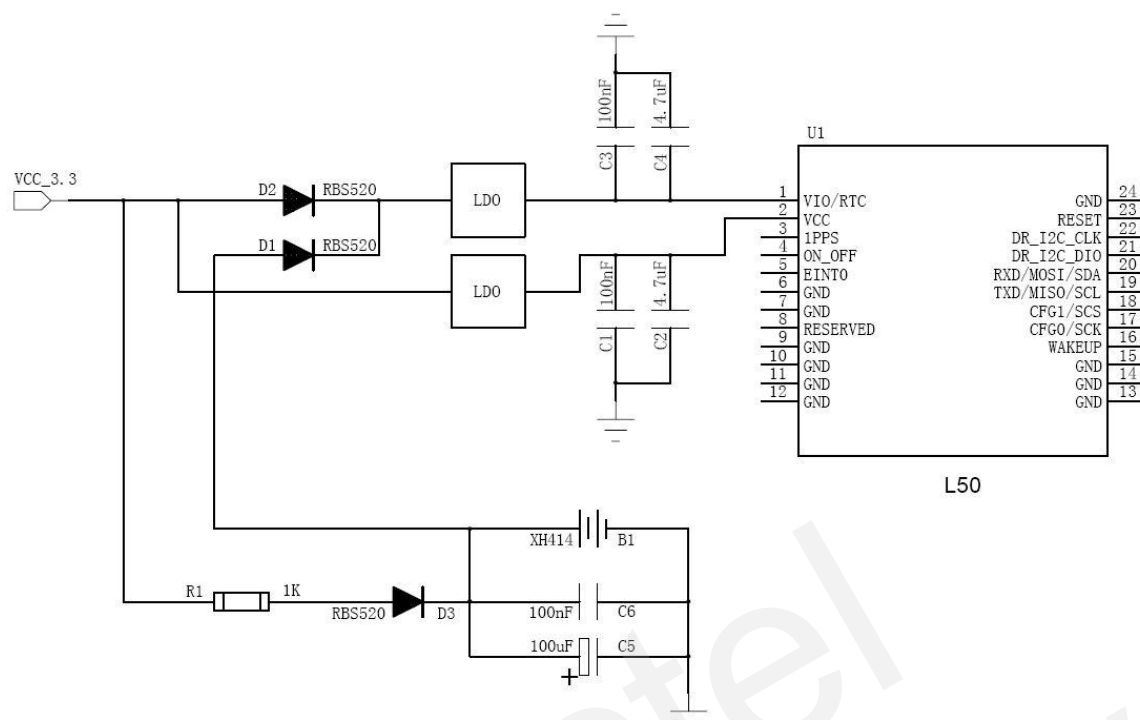 VCC_3.3
D2
RBS520
D1
RBS520
LDO
LDO
100nF
C3
4.7uF
C4
100nF
C1
4.7uF
C2
U1
1 VIO/RTC
2 VCC
3 1PPS
4 ON_OFF
5 EINT0
6 GND
7 GND
8 RESERVED
9 GND
10 GND
11 GND
12 GND
GND 24
RESET 23
DR_I2C_CLK 22
DR_I2C_DIO 21
RXD/MOSI/SDA 20
TXD/MISO/SCL 19
CFG1/SCS 18
CFG0/SCK 17
WAKEUP 16
GND 15
GND 14
GND 13
L50
XH414
B1
R1
1K
RBS520
D3
100nF
C6
100uF
C5
+